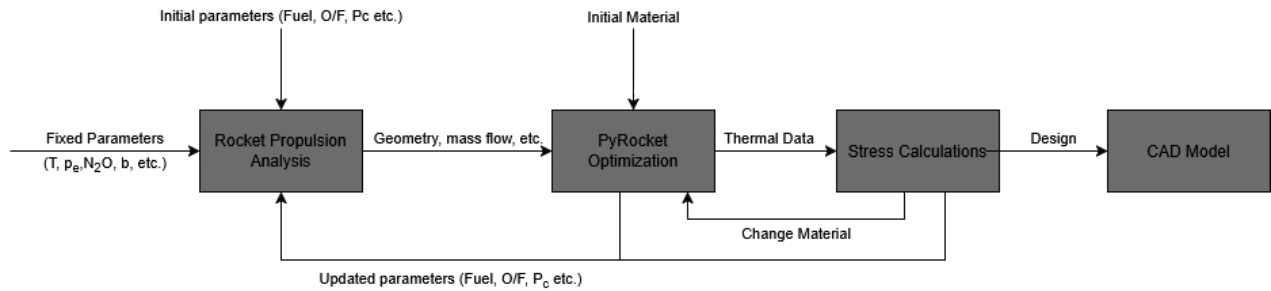 Initial parameters (Fuel, O/F, Pc etc.)
Initial Material
Fixed Parameters
(T, pₑ,N₂O, b, etc.)
Rocket Propulsion
Analysis
Geometry, mass flow, etc.
PyRocket
Optimization
Thermal Data
Stress Calculations
Design
CAD Model
Change Material
Updated parameters (Fuel, O/F, P꜀ etc.)